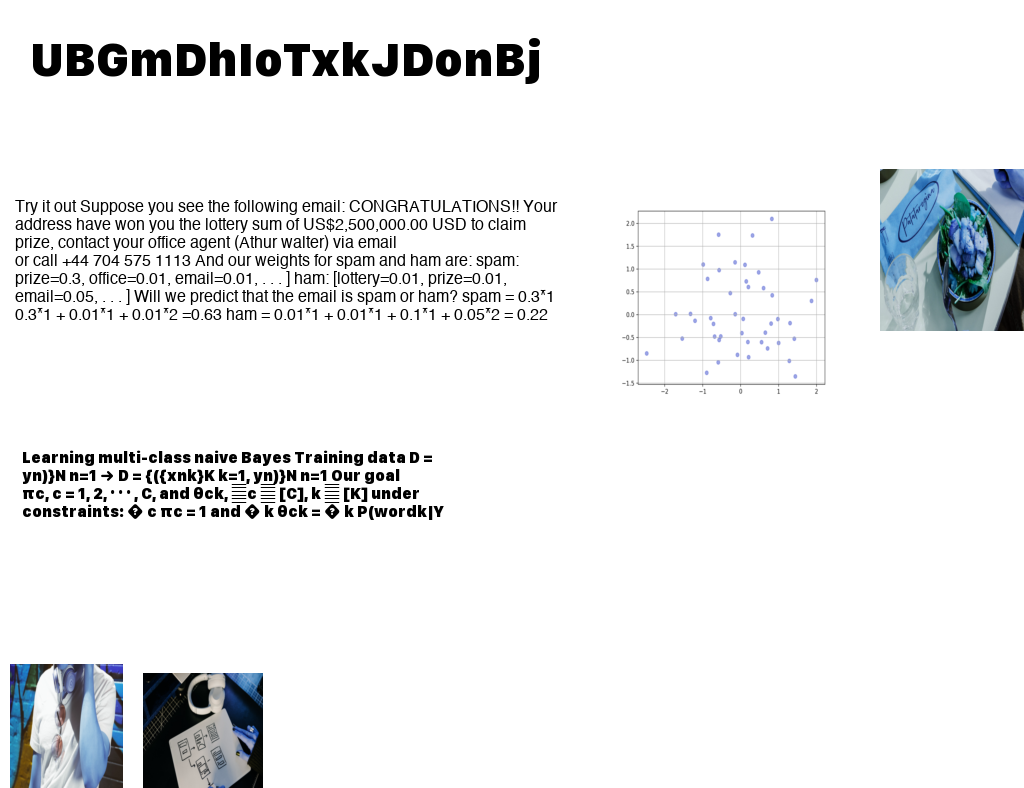 UBGmDhIoTxkJDonBj
Try it out Suppose you see the following email: CONGRATULATIONS!! Your
address have won you the lottery sum of US$2,500,000.00 USD to claim
prize, contact your office agent (Athur walter) via email
or call +44 704 575 1113 And our weights for spam and ham are: spam:
prize=0.3, office=0.01, email=0.01, . . . ] ham: [lottery=0.01, prize=0.01,
email=0.05, . . . ] Will we predict that the email is spam or ham? spam = 0.3*1
0.3*1 + 0.01*1 + 0.01*2 =0.63 ham = 0.01*1 + 0.01*1 + 0.1*1 + 0.05*2 = 0.22
2.0
1.5
1.0
0.5
0.0
−0.5
−1.0
−1.5
−2 −1 0 1 2
Learning multi-class naive Bayes Training data D =
yn)}N n=1 → D = {({xnk}K k=1, yn)}N n=1 Our goal
πc, c = 1, 2, · · · , C, and θck, c [C], k [K] under
constraints: � c πc = 1 and � k θck = � k P(wordk|Y